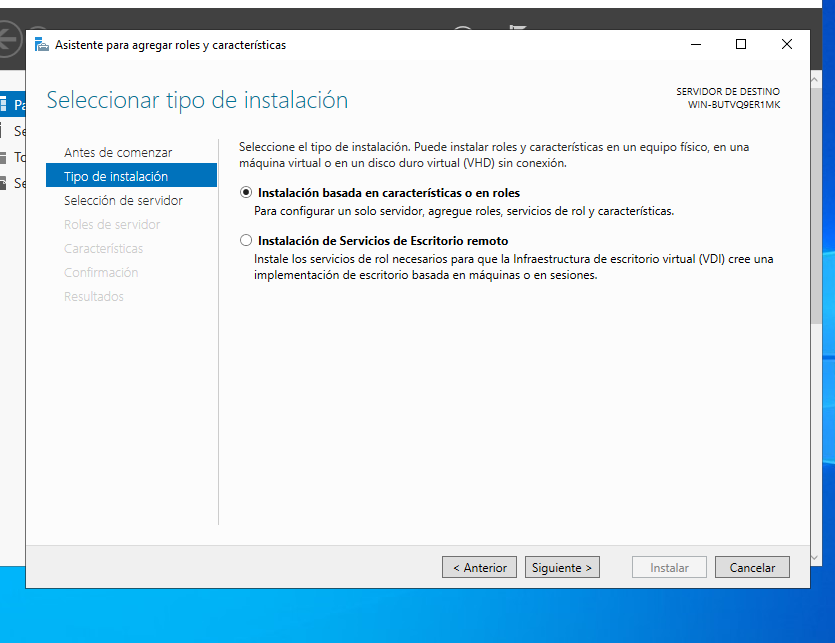 Asistente para agregar roles y características
Seleccionar tipo de instalación
SERVIDOR DE DESTINO
WIN-BUTVQ9ER1MK
Antes de comenzar
Tipo de instalación
Selección de servidor
Roles de servidor
Características
Confirmación
Resultados
Seleccione el tipo de instalación. Puede instalar roles y características en un equipo físico, en una
máquina virtual o en un disco duro virtual (VHD) sin conexión.
Instalación basada en características o en roles
Para configurar un solo servidor, agregue roles, servicios de rol y características.
Instalación de Servicios de Escritorio remoto
Instale los servicios de rol necesarios para que la Infraestructura de escritorio virtual (VDI) cree una
implementación de escritorio basada en máquinas o en sesiones.
< Anterior
Siguiente >
Instalar
Cancelar